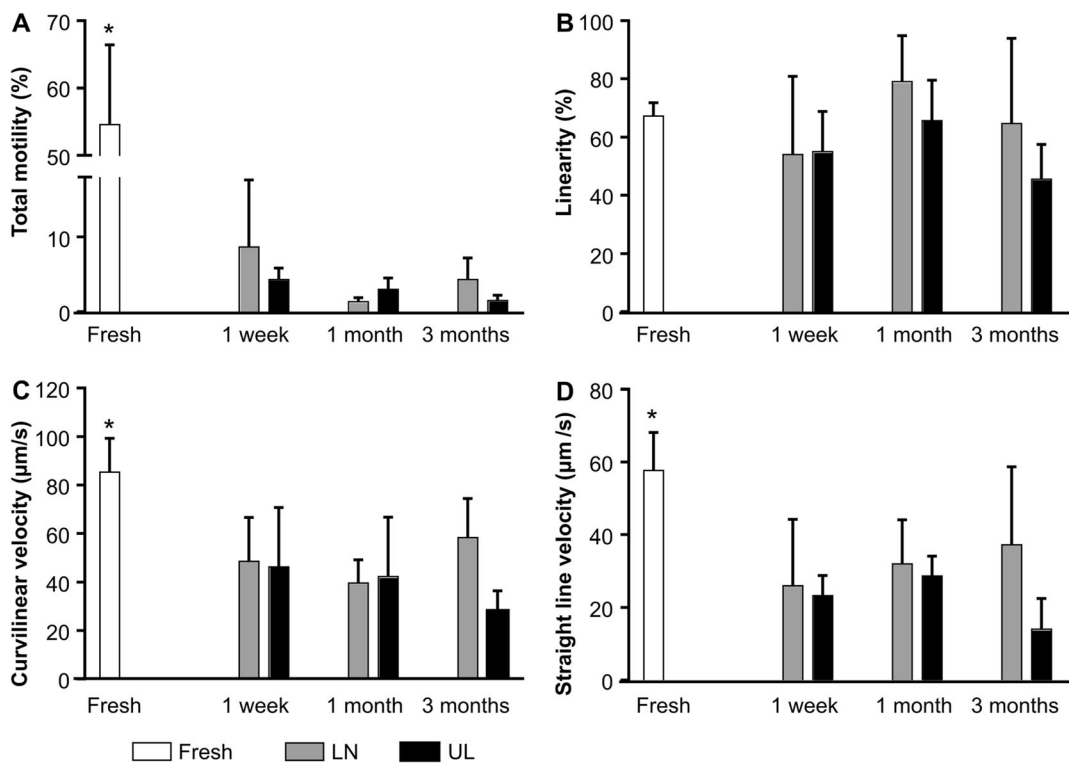 A
Total motility (%)
70
60
50
10
0
*
Fresh 1 week 1 month 3 months
B
Linearity (%)
100
80
60
40
60
0
Fresh 1 week 1 month 3 months
C
Curvilinear velocity (µm/s)
120
100
80
60
40
20
0
*
Fresh 1 week 1 month 3 months
D
Straight line velocity (µm /s)
80
60
40
20
0
*
Fresh 1 week 1 month 3 months
Fresh LN UL